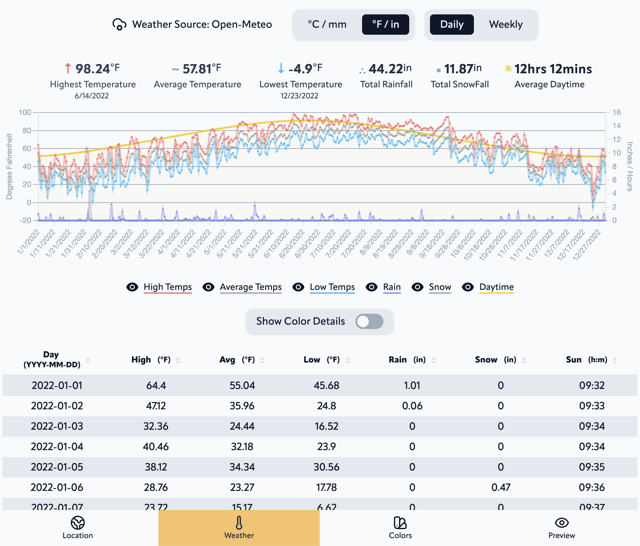 Weather Source: Open-Meteo
°C / mm
°F / in
Daily
Weekly
↑ 98.24°F
Highest Temperature
6/14/2022
~ 57.81°F
Average Temperature
↓ -4.9°F
Lowest Temperature
12/23/2022
44.22in
Total Rainfall
11.87in
Total SnowFall
12hrs 12mins
Average Daytime
Degrees Fahrenheit
100
80
60
40
20
0
-20
16
14
12
10
8
6
4
2
0
Inches / Hours
1/1/2022
1/11/2022
1/21/2022
2/10/2022
2/20/2022
3/2/2022
3/12/2022
3/22/2022
4/1/2022
4/11/2022
4/21/2022
5/11/2022
5/21/2022
5/31/2022
6/10/2022
6/20/2022
6/30/2022
7/10/2022
7/20/2022
7/30/2022
8/9/2022
8/19/2022
8/29/2022
9/8/2022
9/18/2022
9/28/2022
10/8/2022
10/18/2022
10/28/2022
11/7/2022
11/17/2022
11/27/2022
12/7/2022
12/17/2022
12/27/2022
High Temps
Average Temps
Low Temps
Rain
Snow
Daytime
Show Color Details
Day (YYYY-MM-DD) High (°F) Avg (°F) Low (°F) Rain (in) Snow (in) Sun (h:m)
2022-01-01 64.4 55.04 45.68 1.01 0 09:32
2022-01-02 47.12 35.96 24.8 0.06 0 09:33
2022-01-03 32.36 24.44 16.52 0 0 09:34
2022-01-04 40.46 32.18 23.9 0 0 09:34
2022-01-05 38.12 34.34 30.56 0 0 09:35
2022-01-06 28.76 23.27 17.78 0 0.47 09:36
2022-01-07 23.72 15.17 6.62 0 0 09:37
Location
Weather
Colors
Preview